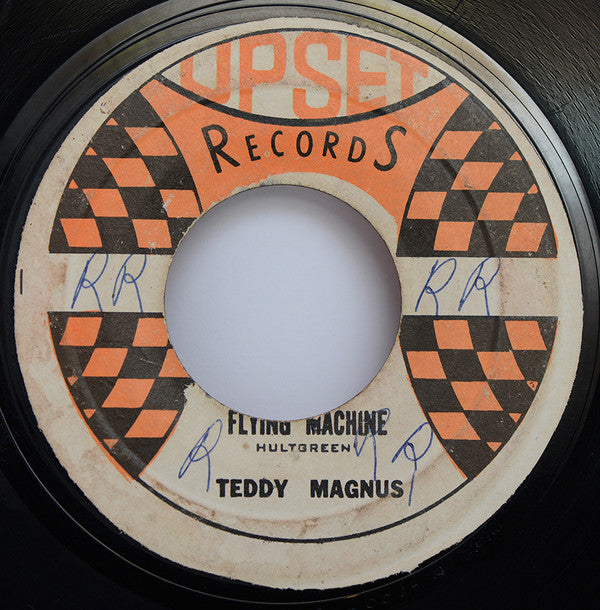 UPSET
RECORDS
RR RR
FLYING MACHINE
HULTGREEN
R R
TEDDY MAGNUS